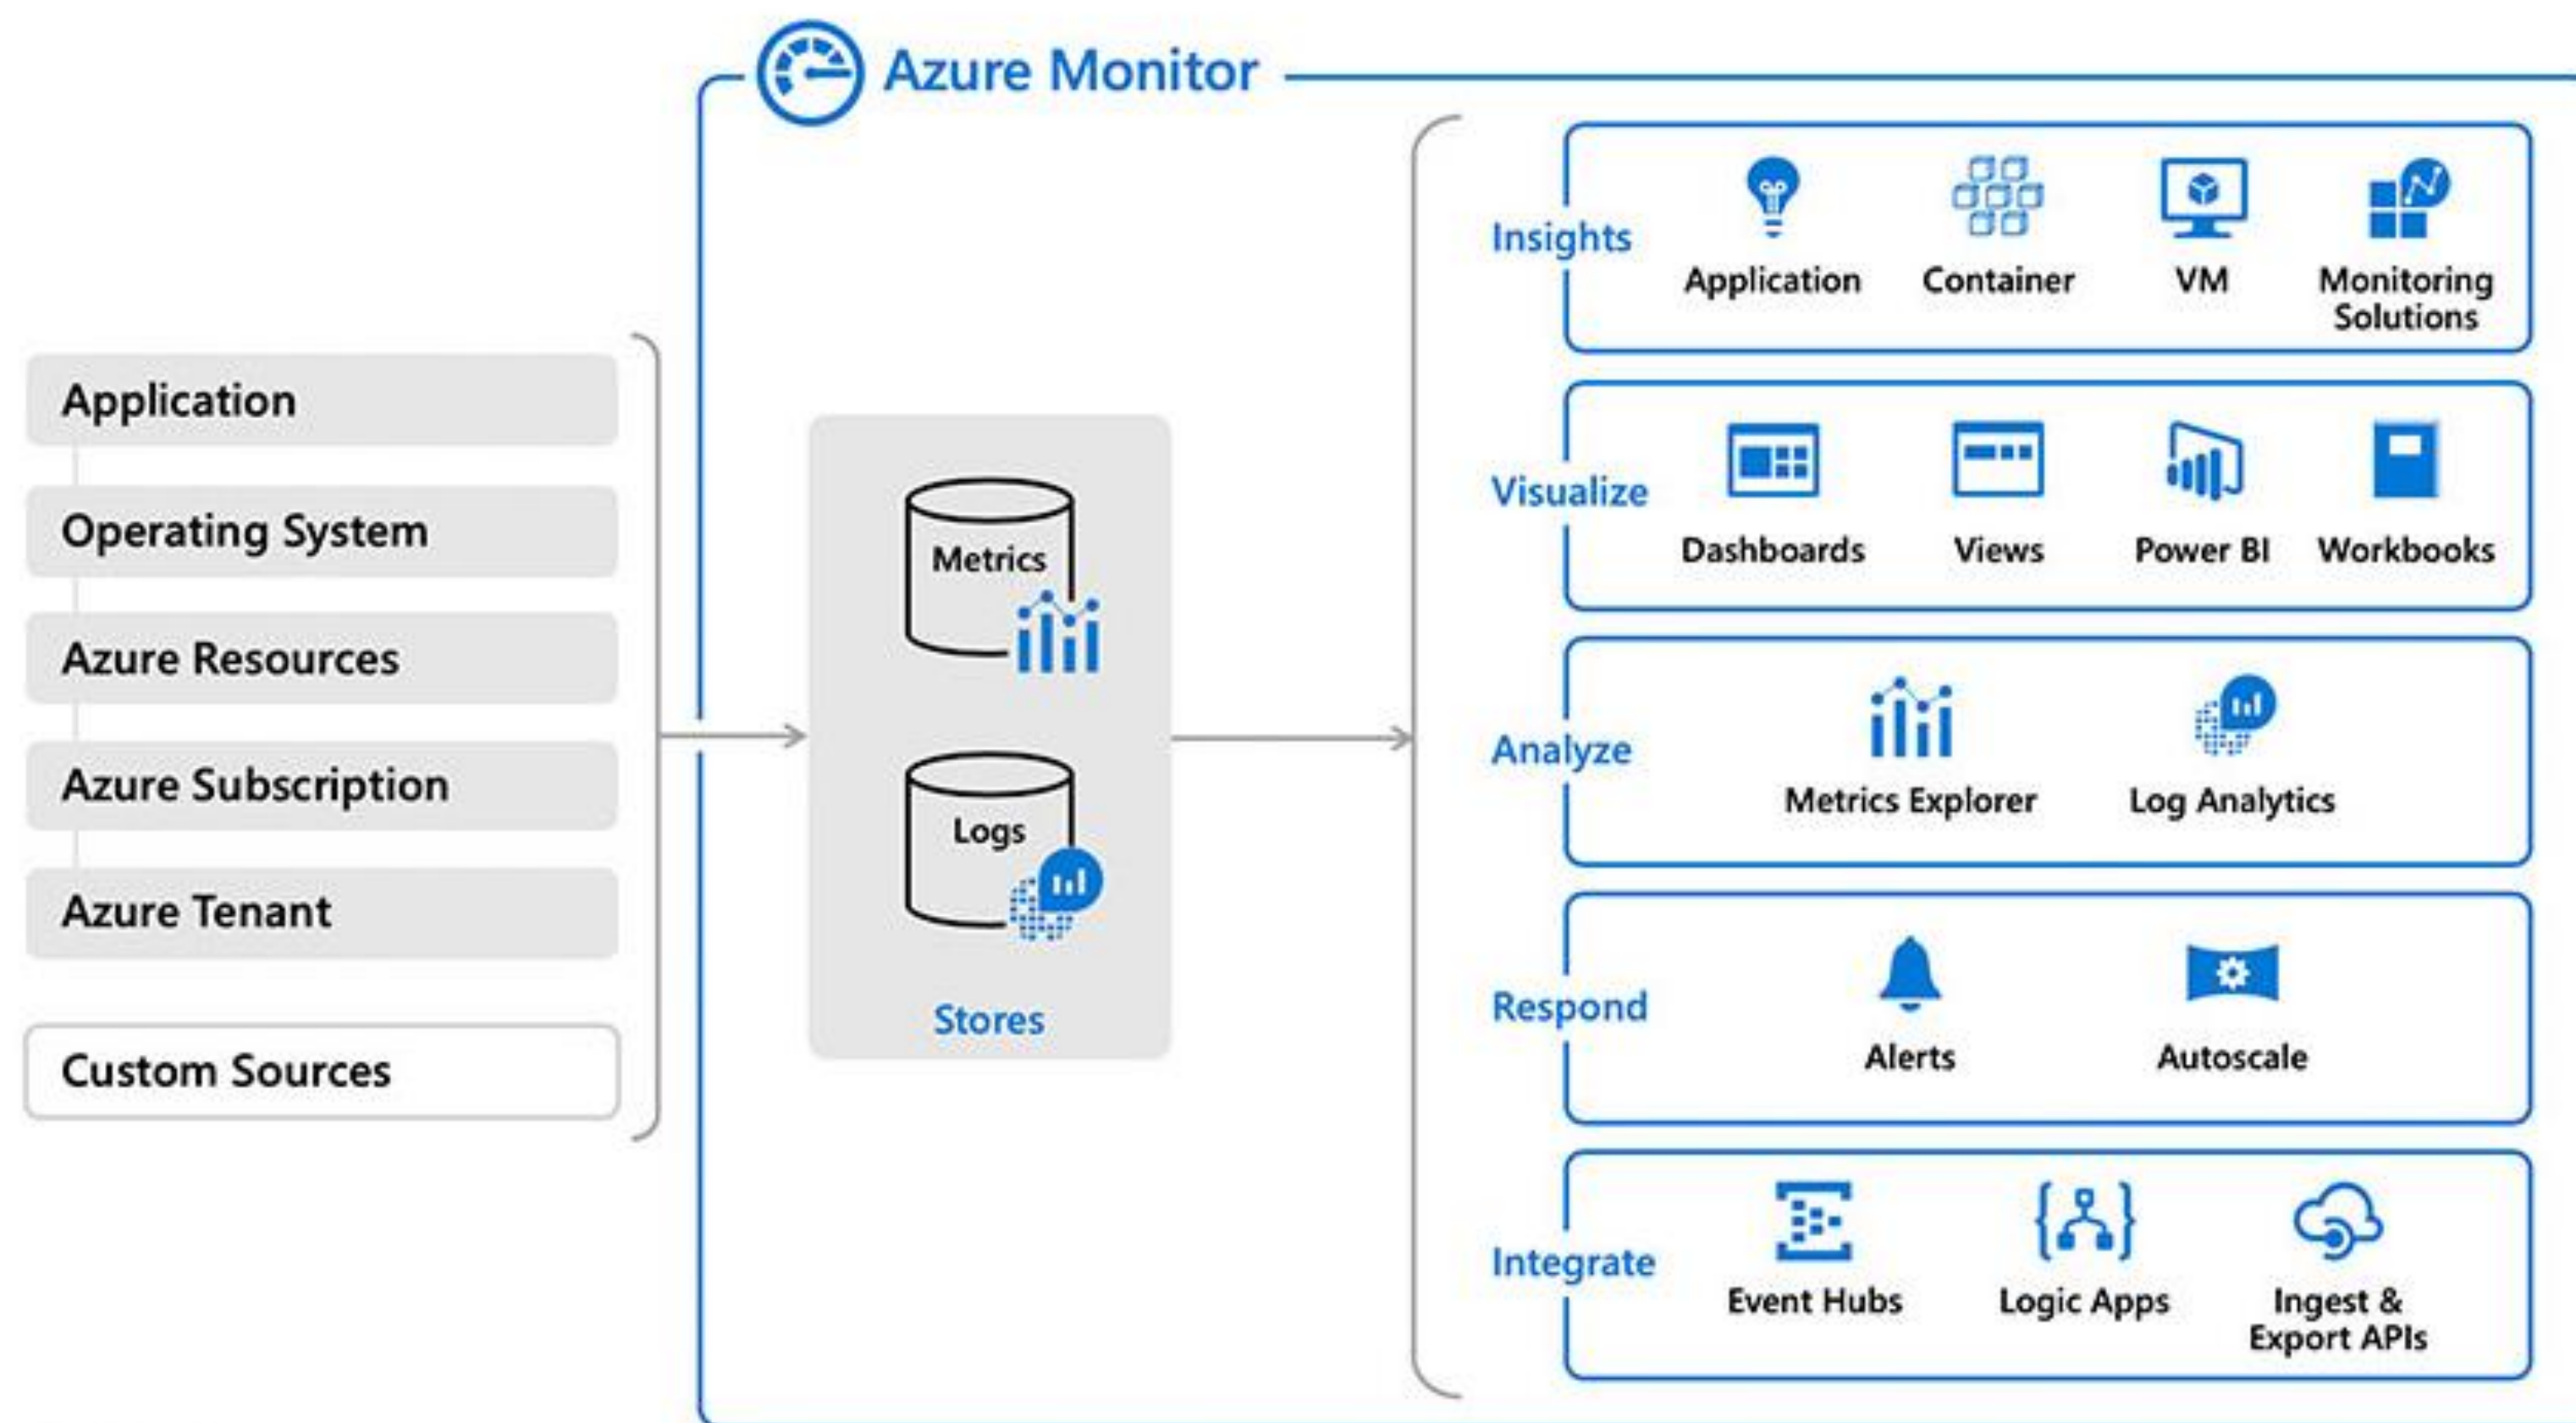 Azure Monitor
Application
Operating System
Azure Resources
Azure Subscription
Azure Tenant
Custom Sources
Metrics
Logs
Stores
Insights
Application
Container
VM
Monitoring
Solutions
Visualize
Dashboards
Views
Power BI
Workbooks
Analyze
Metrics Explorer
Log Analytics
Respond
Alerts
Autoscale
Integrate
Event Hubs
Logic Apps
Ingest &
Export APIs